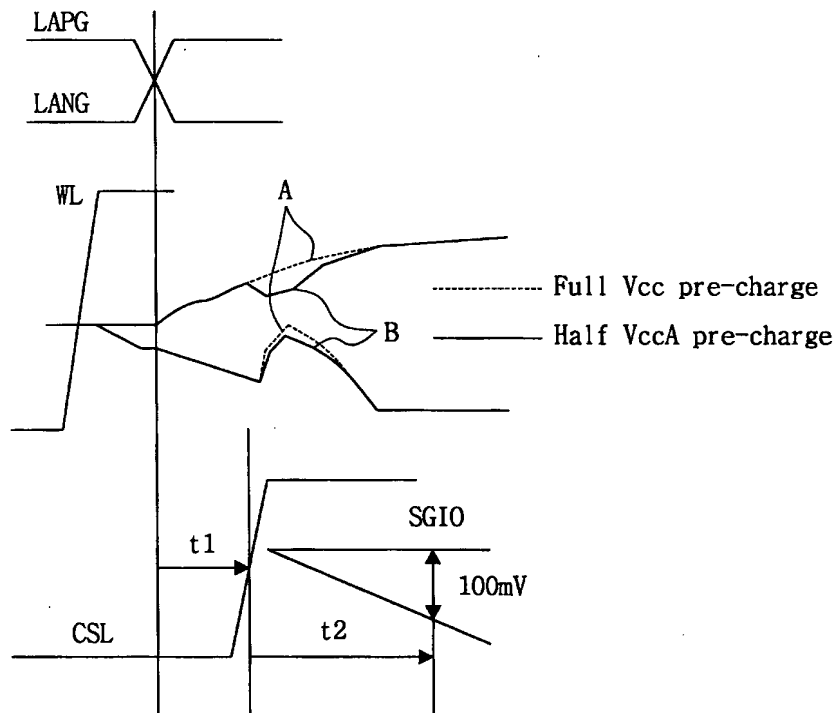 LAPG
LANG
WL
A
Full Vcc pre-charge
B
Half VccA pre-charge
SGIO
t1
100mV
CSL
t2